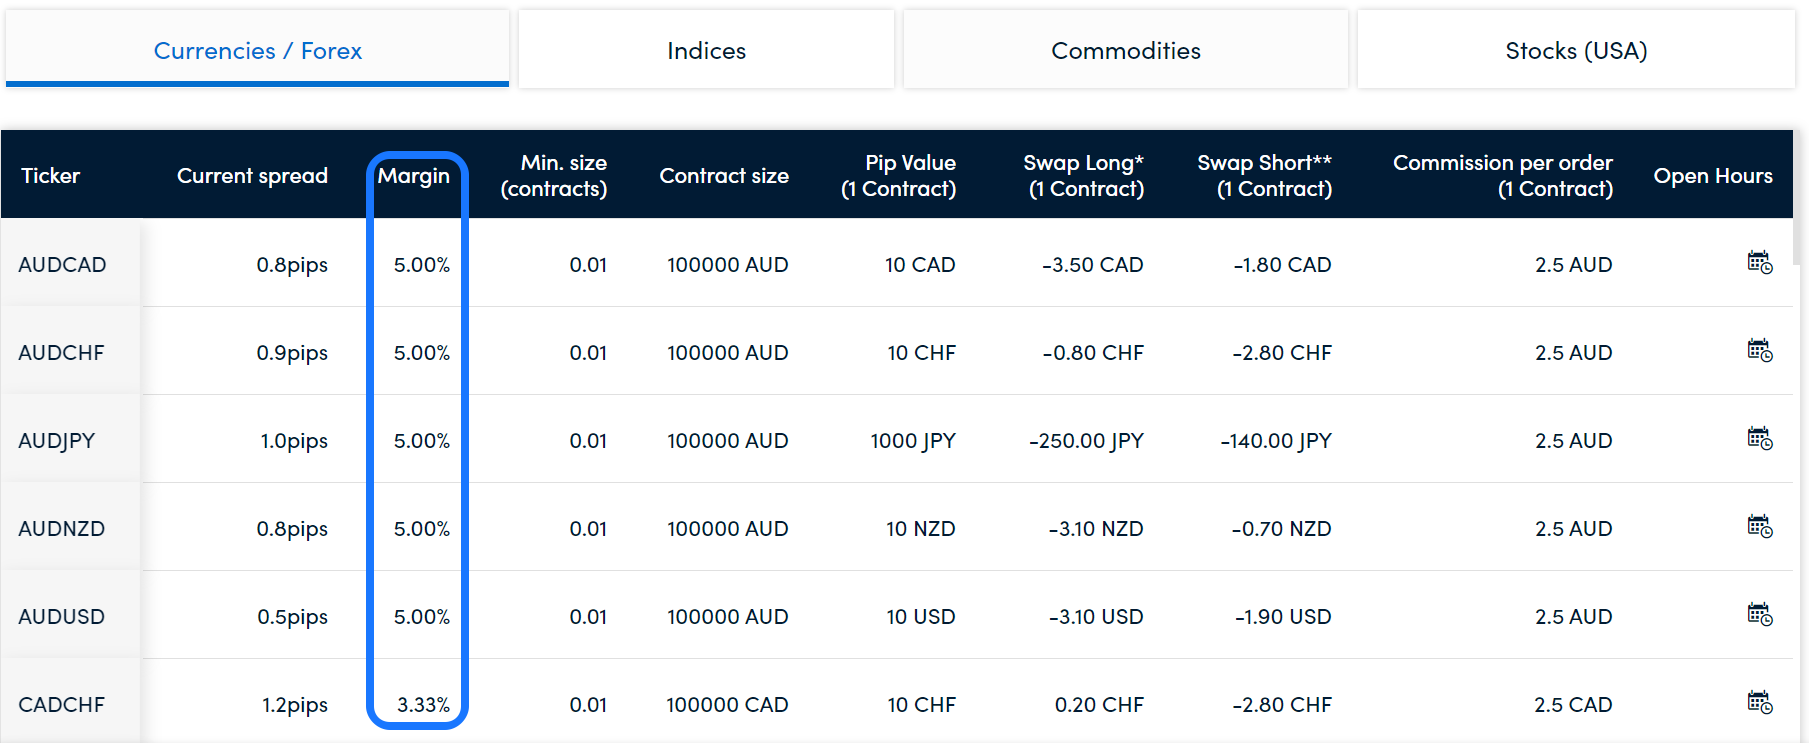 Currencies / Forex Indices Commodities Stocks (USA)
Ticker Current spread Margin Min. size (contracts) Contract size Pip Value (1 Contract) Swap Long* (1 Contract) Swap Short** (1 Contract) Commission per order (1 Contract) Open Hours
AUDCAD 0.8pips 5.00% 0.01 100000 AUD 10 CAD -3.50 CAD -1.80 CAD 2.5 AUD
AUDCHF 0.9pips 5.00% 0.01 100000 AUD 10 CHF -0.80 CHF -2.80 CHF 2.5 AUD
AUDJPY 1.0pips 5.00% 0.01 100000 AUD 1000 JPY -250.00 JPY -140.00 JPY 2.5 AUD
AUDNZD 0.8pips 5.00% 0.01 100000 AUD 10 NZD -3.10 NZD -0.70 NZD 2.5 AUD
AUDUSD 0.5pips 5.00% 0.01 100000 AUD 10 USD -3.10 USD -1.90 USD 2.5 AUD
CADCHF 1.2pips 3.33% 0.01 100000 CAD 10 CHF 0.20 CHF -2.80 CHF 2.5 CAD